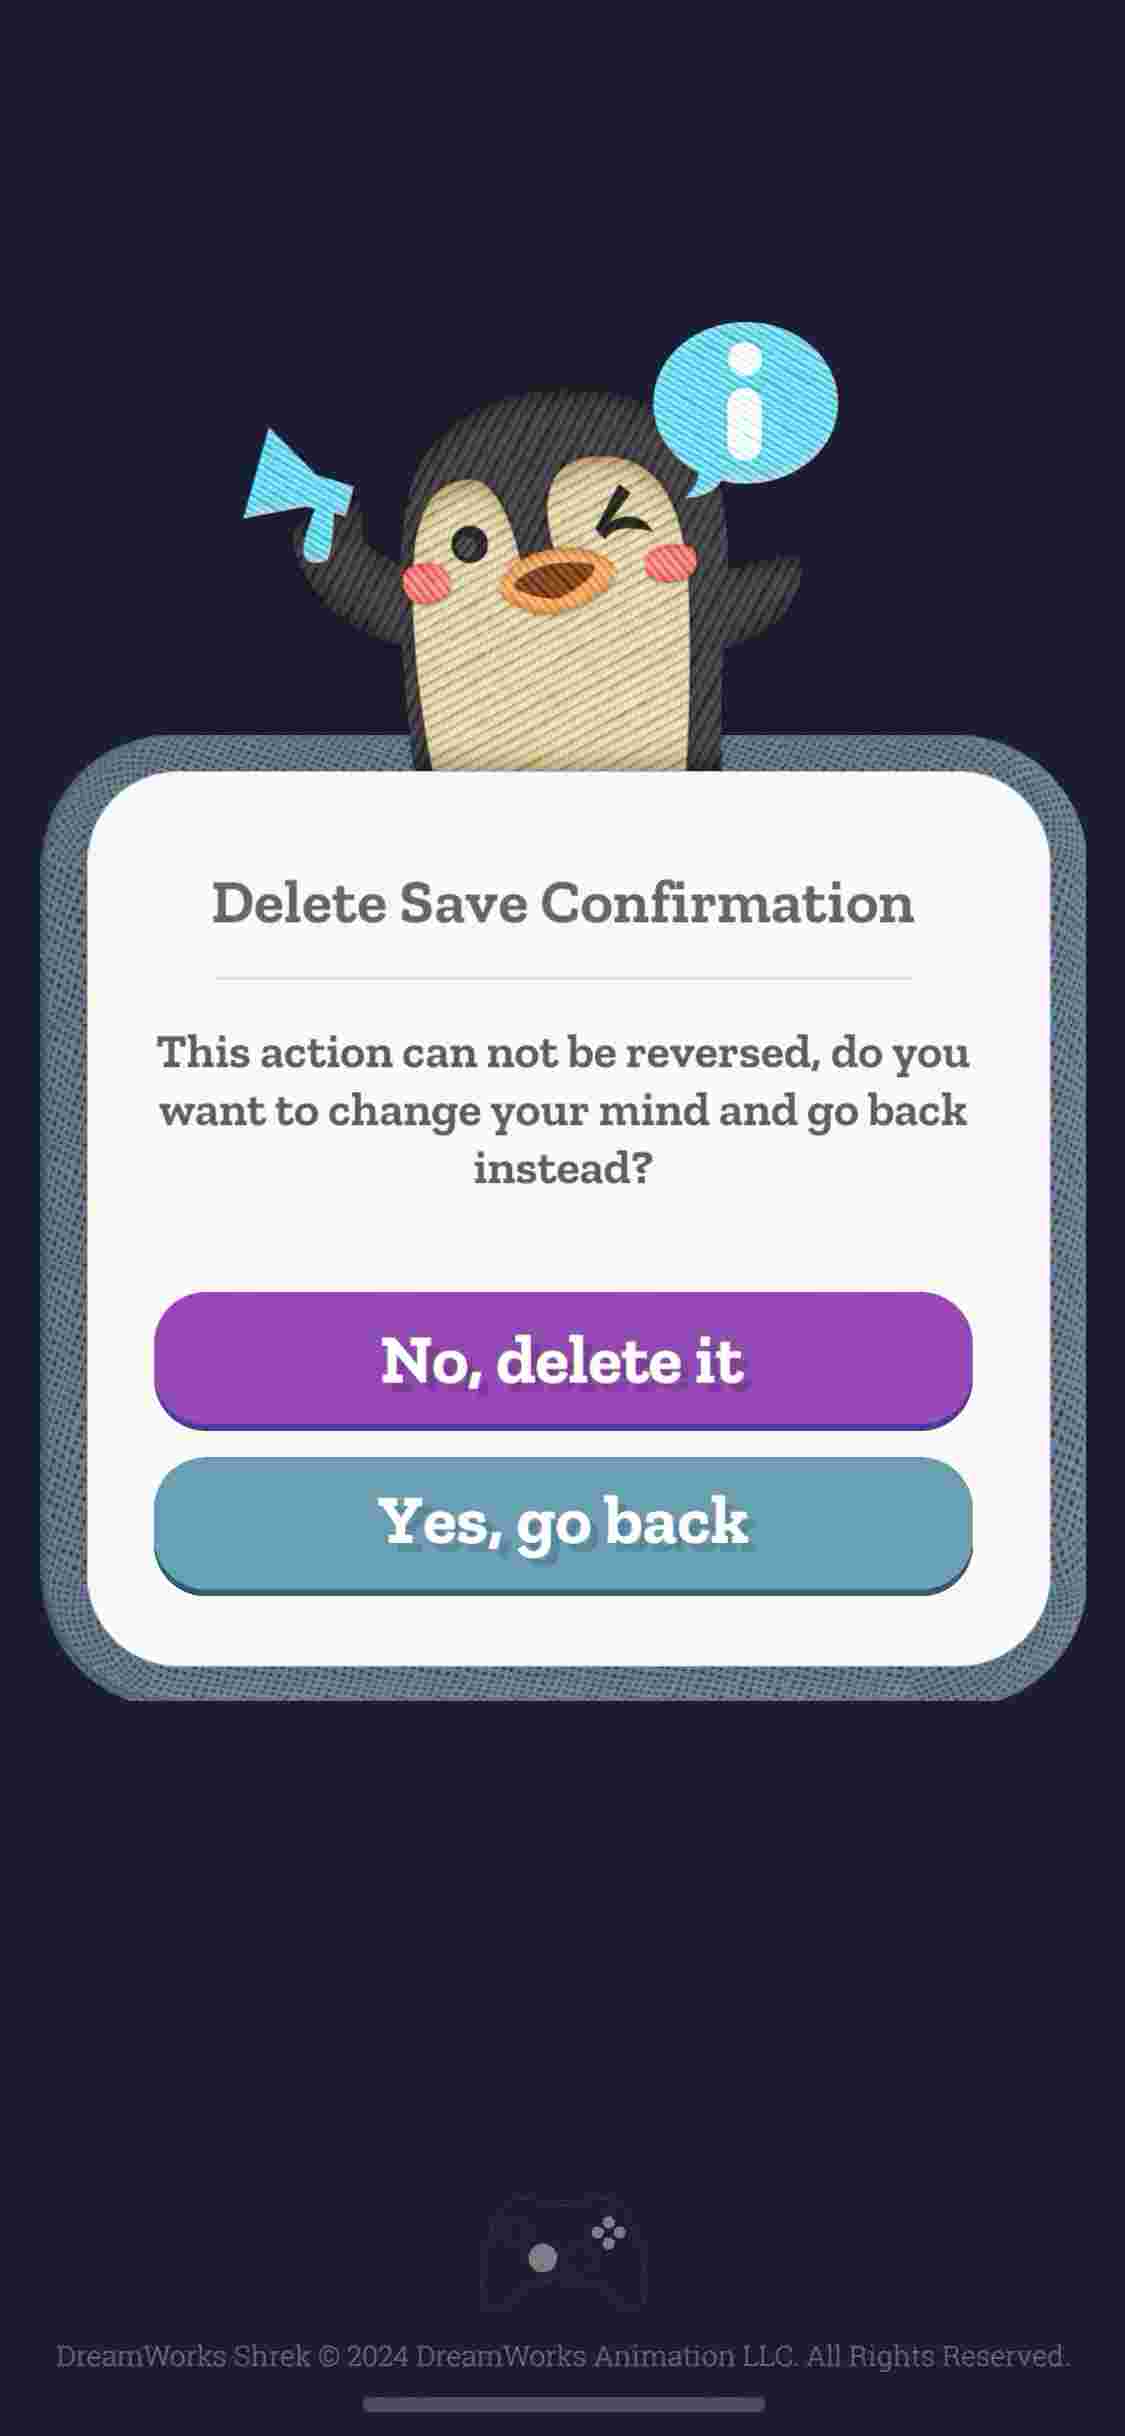 Delete Save Confirmation
This action can not be reversed, do you
want to change your mind and go back
instead?
No, delete it
Yes, go back
DreamWorks Shrek © 2024 DreamWorks Animation LLC. All Rights Reserved.